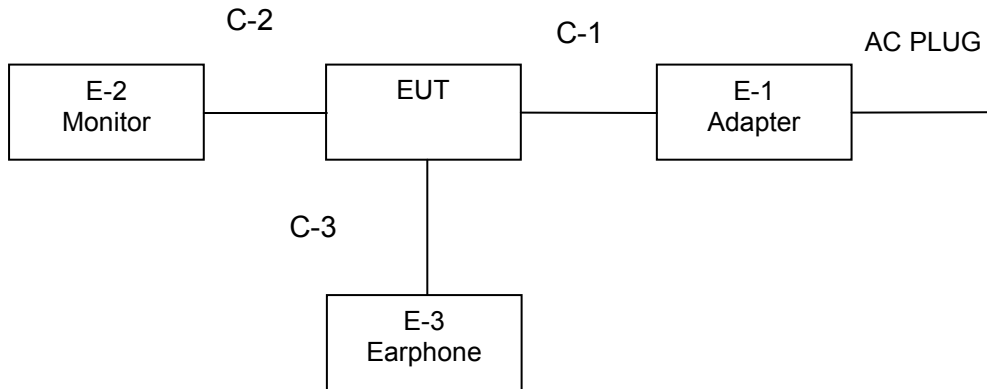 C-2
C-1
AC PLUG
E-2
Monitor
EUT
E-1
Adapter
C-3
E-3
Earphone